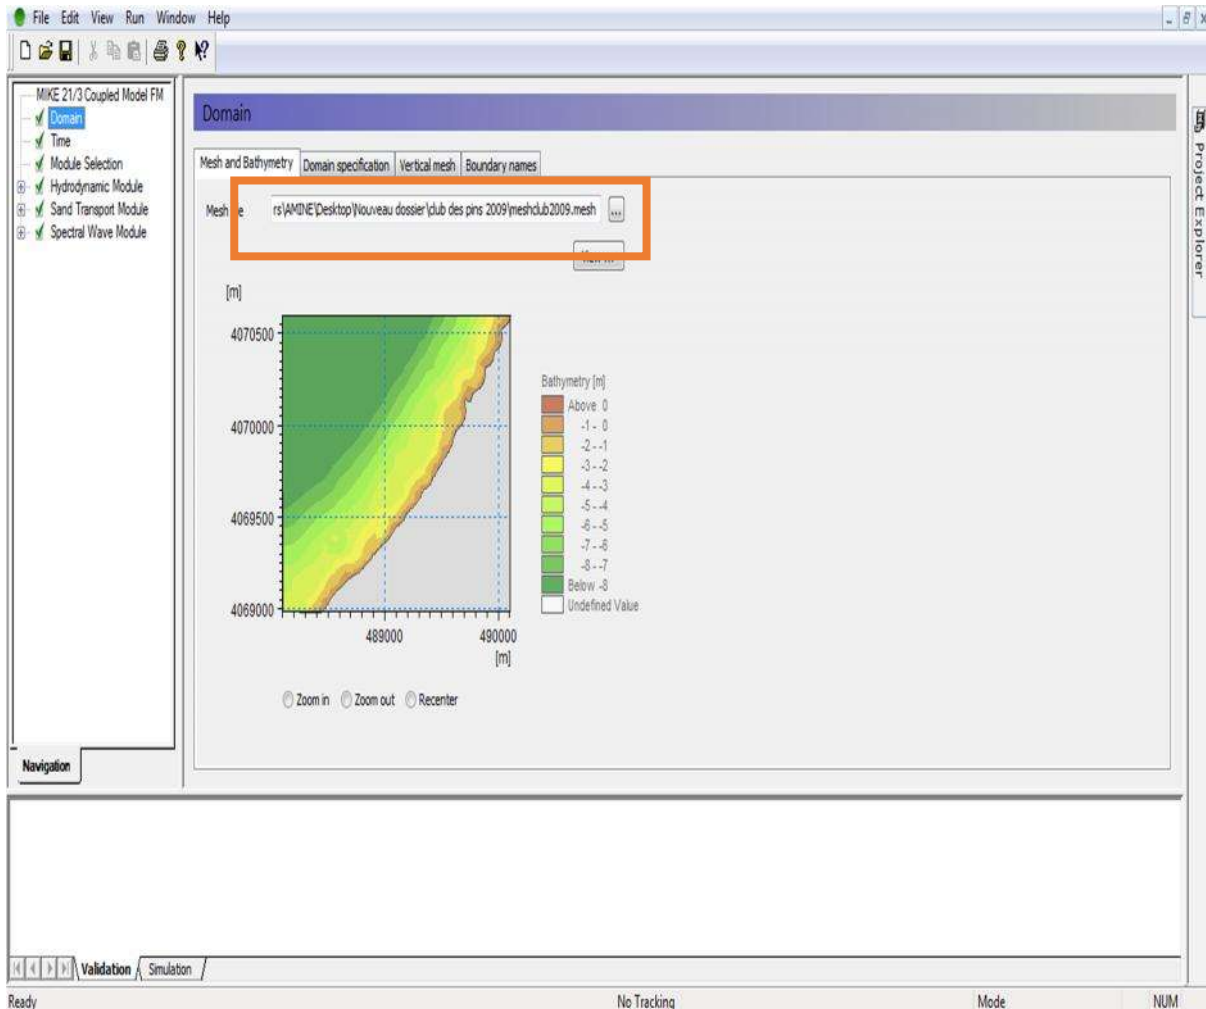 File Edit View Run Window Help
MIKE 21/3 Coupled Model FM
Domain
Time
Module Selection
Hydrodynamic Module
Sand Transport Module
Spectral Wave Module
Navigation
Domain
Mesh and Bathymetry Domain specification Vertical mesh Boundary names
Mesh rs\AMINE\Desktop\Nouveau dossier\club des pins 2009\meshclub2009.mesh ...
[m]
4070500
4070000
4069500
4069000
489000 490000
[m]
Bathymetry [m]
Above 0
-1 - 0
-2 - -1
-3 - -2
-4 - -3
-5 - -4
-6 - -5
-7 - -6
-8 - -7
Below -8
Undefined Value
Zoom in Zoom out Recenter
Project Explorer
Validation Simulation
Ready No Tracking Mode NUM